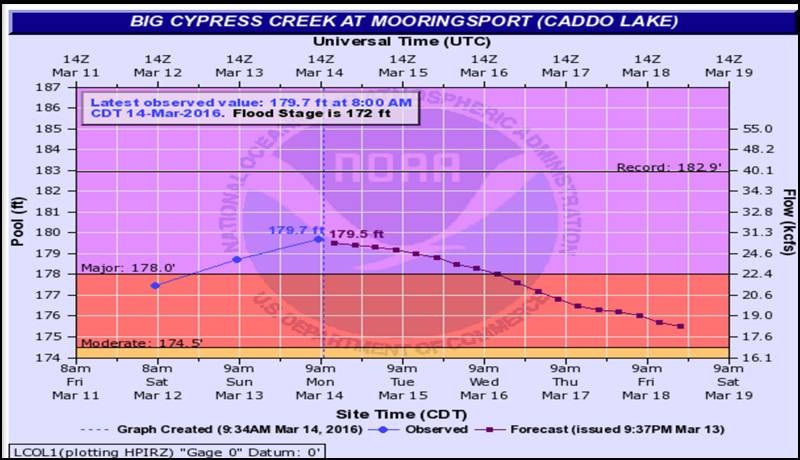 BIG CYPRESS CREEK AT MOORINGSPORT (CADDO LAKE)
Universal Time (UTC)
14Z 14Z 14Z 14Z 14Z 14Z 14Z 14Z 14Z
Mar 11 Mar 12 Mar 13 Mar 14 Mar 15 Mar 16 Mar 17 Mar 18 Mar 19
Latest observed value: 179.7 ft at 8:00 AM
CDT 14-Mar-2016. Flood Stage is 172 ft
NATIONAL OCEANIC AND ATMOSPHERIC ADMINISTRATION
NOAA
U.S. DEPARTMENT OF COMMERCE
Record: 182.9'
179.7 ft 179.5 ft
Major: 178.0'
Moderate: 174.5'
Pool (ft)
187
186
185
184
183
182
181
180
179
178
177
176
175
174
Flow (kcfs)
55.0
48.2
40.1
34.3
32.8
31.3
24.6
22.4
20.6
19.0
17.6
16.1
8am 8am 9am 9am 9am 9am 9am 9am 9am
Fri Sat Sun Mon Tue Wed Thu Fri Sat
Mar 11 Mar 12 Mar 13 Mar 14 Mar 15 Mar 16 Mar 17 Mar 18 Mar 19
Site Time (CDT)
Graph Created (9:34AM Mar 14, 2016) Observed Forecast (issued 9:37PM Mar 13)
LCOL1(plotting HPIRZ) "Gage 0" Datum: 0'